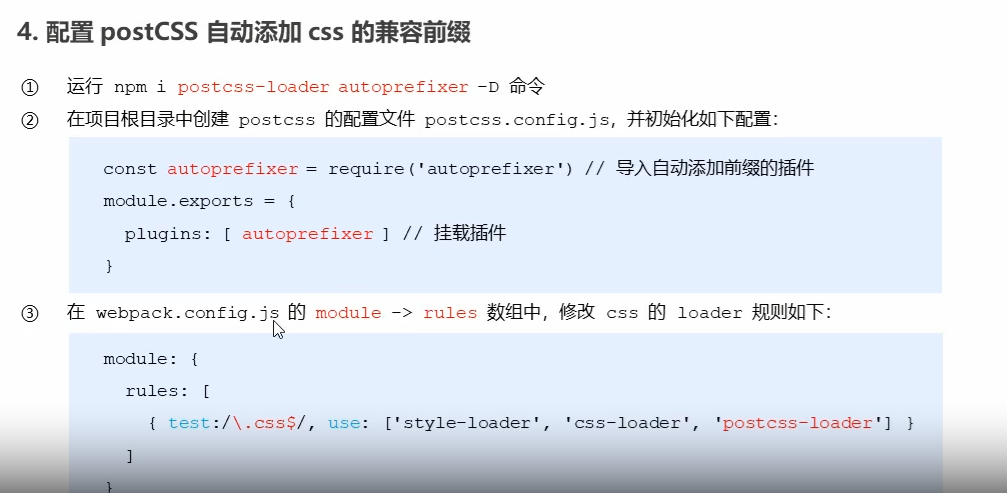 4. 配置 postCSS 自动添加 css 的兼容前缀
① 运行 npm i postcss-loader autoprefixer -D 命令
② 在项目根目录中创建 postcss 的配置文件 postcss.config.js，并初始化如下配置：
const autoprefixer = require('autoprefixer') // 导入自动添加前缀的插件
module.exports = {
plugins: [ autoprefixer ] // 挂载插件
}
③ 在 webpack.config.js 的 module -> rules 数组中，修改 css 的 loader 规则如下：
module: {
rules: [
{ test:/\.css$/, use: ['style-loader', 'css-loader', 'postcss-loader'] }
]
}